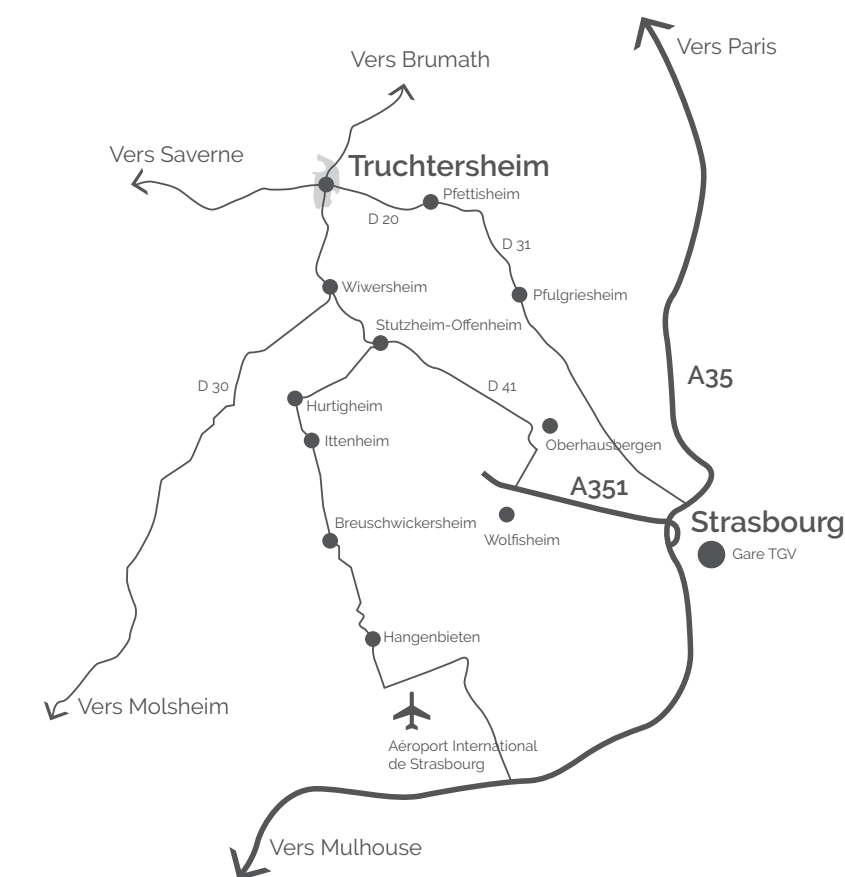 Vers Paris
Vers Brumath
Vers Saverne
Truchtersheim
Pfettisheim
D 20
D 31
Wiwersheim
Pfulgriesheim
Stutzheim-Offenheim
A35
D 30
D 41
Hurtigheim
Ittenheim
Oberhausbergen
A351
Breuschwickersheim
Strasbourg
Wolfisheim
Gare TGV
Hangenbieten
Vers Molsheim
Aéroport International
de Strasbourg
Vers Mulhouse